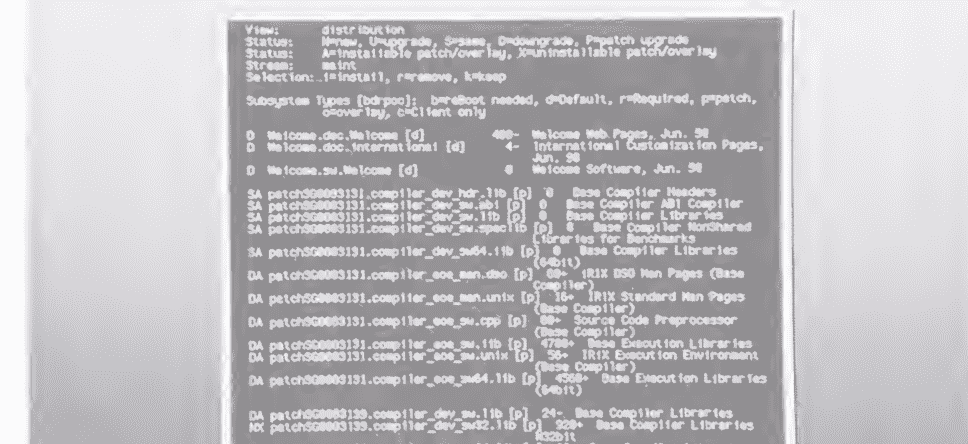 View: distribution
Status: N=new, U=upgrade, S=same, D=downgrade, P=patch upgrade
Status: A=installable patch/overlay, X=uninstallable patch/overlay
Stream: maint
Selection: i=install, r=remove, k=keep
Subsystem Types [bdrpoc]: b=reBoot needed, d=Default, r=Required, p=patch,
o=overlay, c=Client only
D Welcome.dec.Welcome [d] 480- Welcome Web Pages, Jun. 98
D Welcome.doc.international [d] 4- International Customization Pages,
Jun. 98
D Welcome.sw.Welcome [d] 0 Welcome Software, Jun. 98
SA patchSG0003131.compiler_dev_hdr.lib [p] 0 Base Compiler Headers
SA patchSG0003131.compiler_dev_sw.abi [p] 0 Base Compiler ABI Compiler
SA patchSG0003131.compiler_dev_sw.lib [p] 0 Base Compiler Libraries
SA patchSG0003131.compiler_dev_sw.speclib [p] 0 Base Compiler NonShared
Libraries for Benchmarks
SA patchSG0003131.compiler_dev_sw64.lib [p] 0 Base Compiler Libraries
(64bit)
DA patchSG0003131.compiler_eoe_man.dso [p] 60+ IRIX DSO Man Pages (Base
Compiler)
DA patchSG0003131.compiler_eoe_man.unix [p] 16+ IRIX Standard Man Pages
(Base Compiler)
DA patchSG0003131.compiler_eoe_sw.cpp [p] Source Code Preprocessor
(Base Compiler)
DA patchSG0003131.compiler_eoe_sw.lib [p] 4780+ Base Execution Libraries
DA patchSG0003131.compiler_eoe_sw.unix [p] 56+ IRIX Execution Environment
(Base Compiler)
DA patchSG0003131.compiler_eoe_sw64.lib [p] 4560+ Base Execution Libraries
(64bit)
DA patchSG0003139.compiler_dev_sw.lib [p] 24- Base Compiler Libraries
NX patchSG0003139.compiler_dev_sw32.lib [p] 920+ Base Compiler Libraries
N32bit